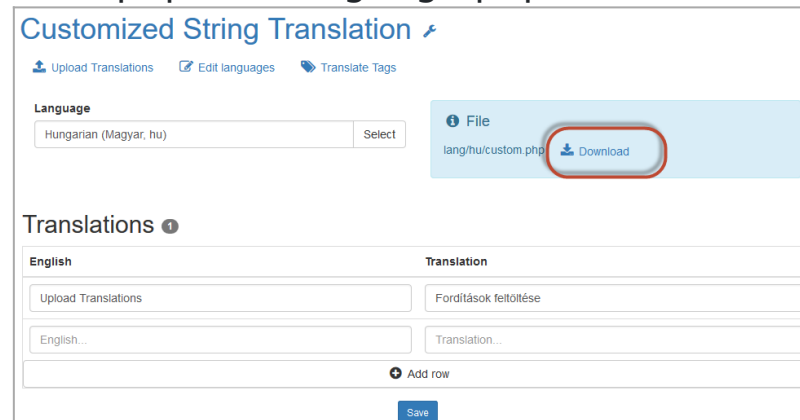 Customized String Translation
Upload Translations Edit languages Translate Tags
Language
Hungarian (Magyar, hu) Select
File
lang/hu/custom.php Download
Translations 1
English Translation
Upload Translations Fordítások feltöltése
English... Translation...
Add row
Save